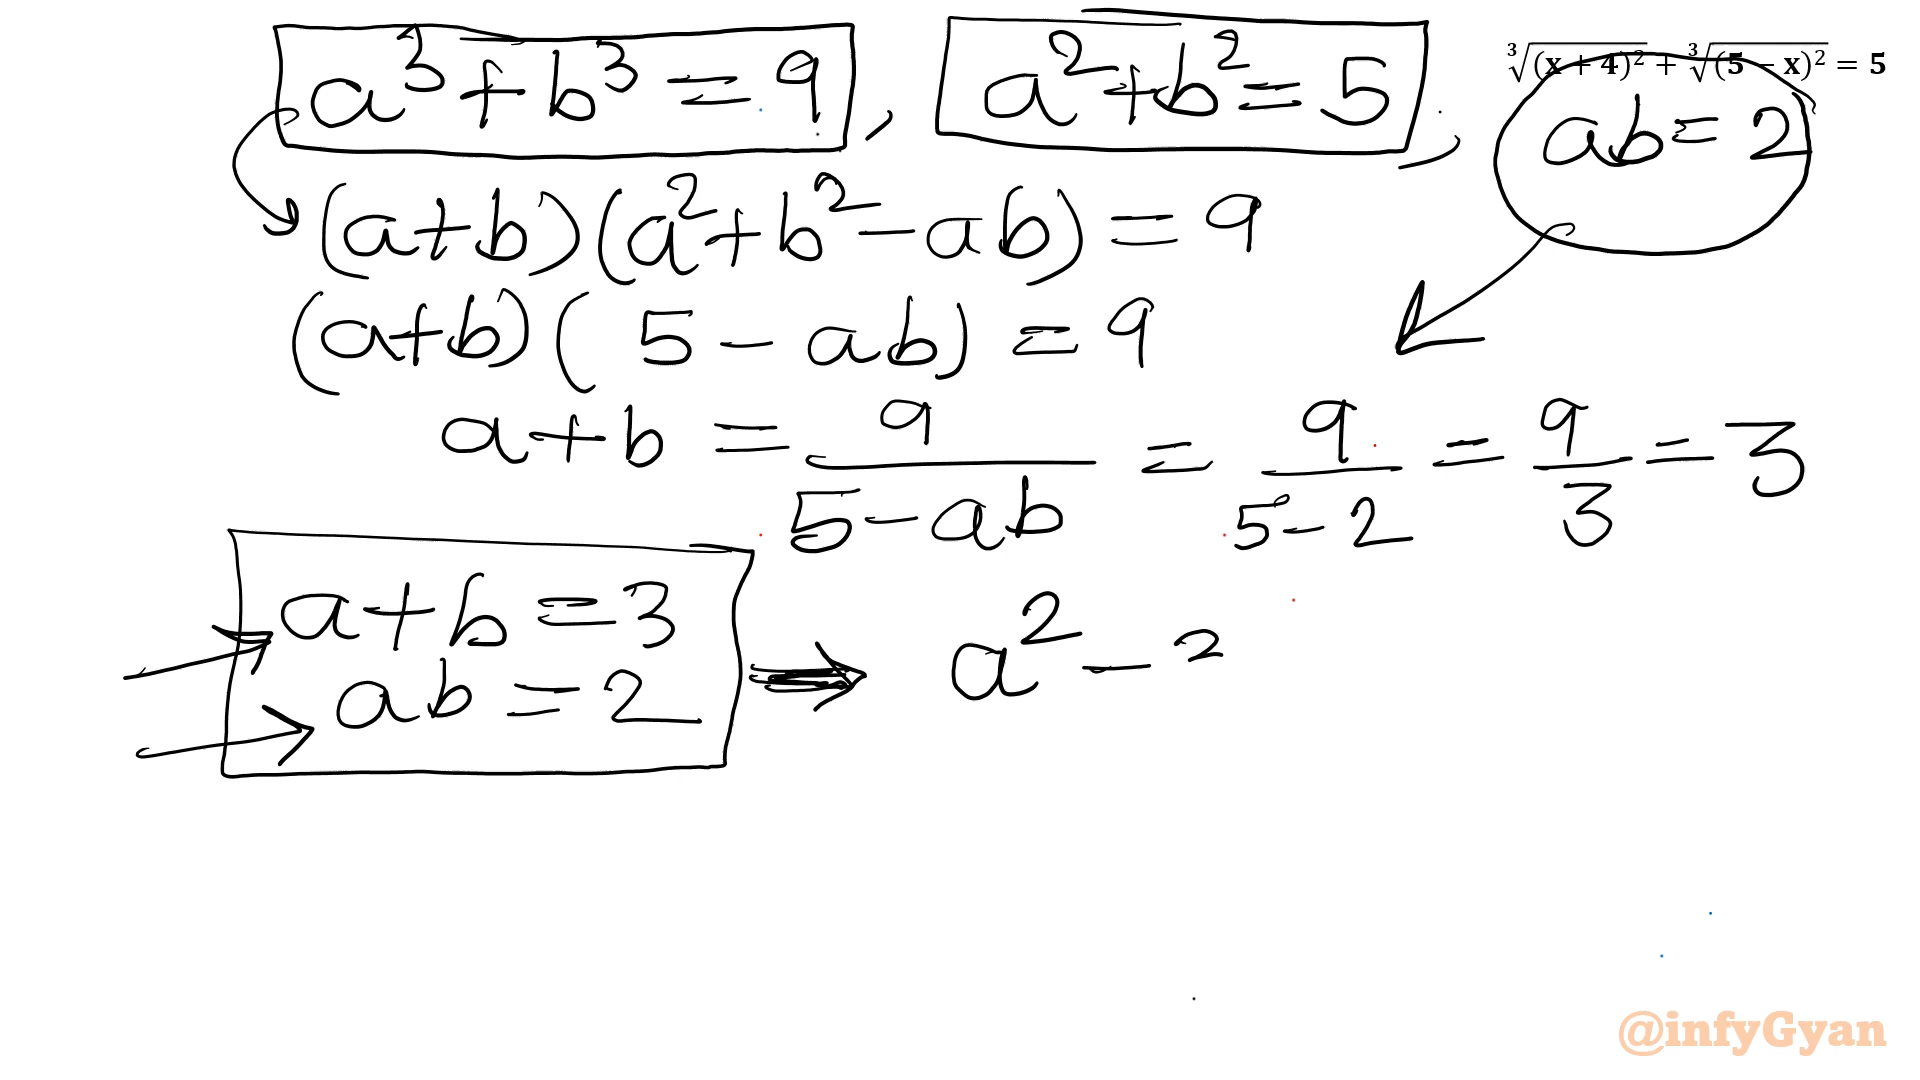 a³ + b³ = 9 , a² + b² = 5 ,
∛(x + 4)² + ∛(5 − x)² = 5
ab = 2
(a+b)(a² + b² − ab) = 9
(a+b)( 5 − ab) = 9
a + b = 9/(5 − ab) = 9/(5 − 2) = 9/3 = 3
a + b = 3
ab = 2
⇒ a² − 2
@infyGyan